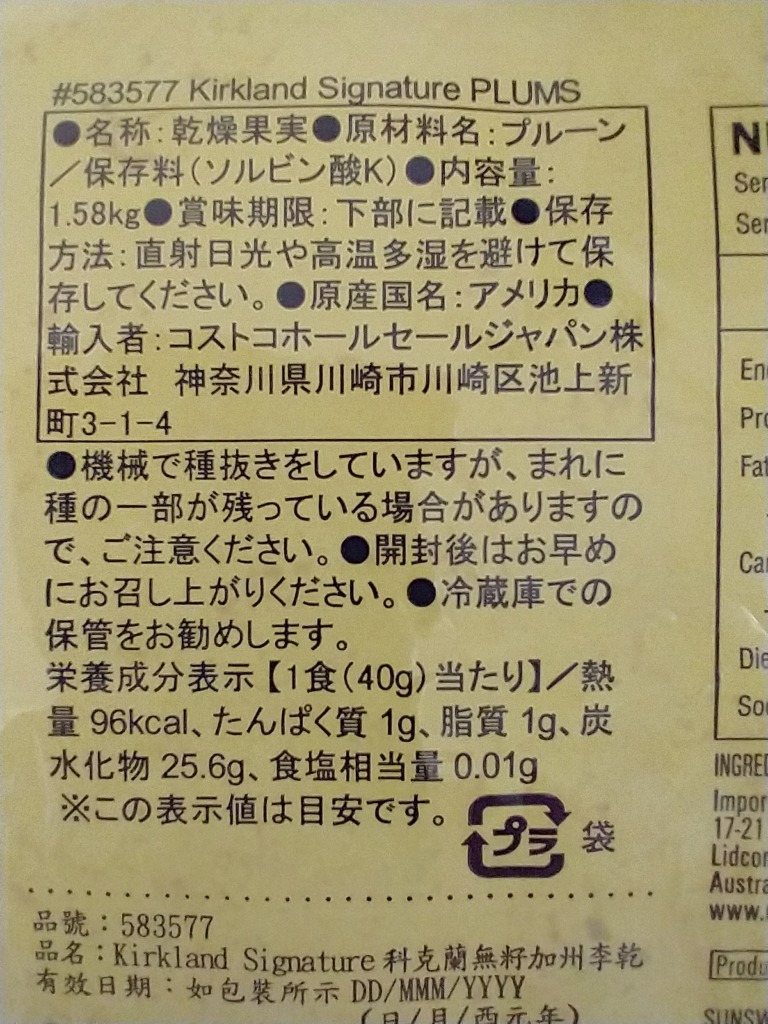 #583577 Kirkland Signature PLUMS
●名称:乾燥果実●原材料名:プルーン
／保存料(ソルビン酸K)●内容量:
1.58kg●賞味期限:下部に記載●保存
方法:直射日光や高温多湿を避けて保
存してください。●原産国名:アメリカ●
輸入者:コストコホールセールジャパン株
式会社 神奈川県川崎市川崎区池上新
町3-1-4
●機械で種抜きをしていますが、まれに
種の一部が残っている場合がありますの
で、ご注意ください。●開封後はお早め
にお召し上がりください。●冷蔵庫での
保管をお勧めします。
栄養成分表示【1食(40g)当たり】／熱
量 96kcal、たんぱく質 1g、脂質 1g、炭
水化物 25.6g、食塩相当量 0.01g
※この表示値は目安です。
プラ 袋
品號：583577
品名：Kirkland Signature 科克蘭無籽加州李乾
有效日期：如包裝所示 DD/MMM/YYYY
(日/月/西元年)
N
Ser
Ser
Pro
Fat
Die
INGRED
Impor
17-21
Lidcor
Austra
www.
Produ
SUNSW